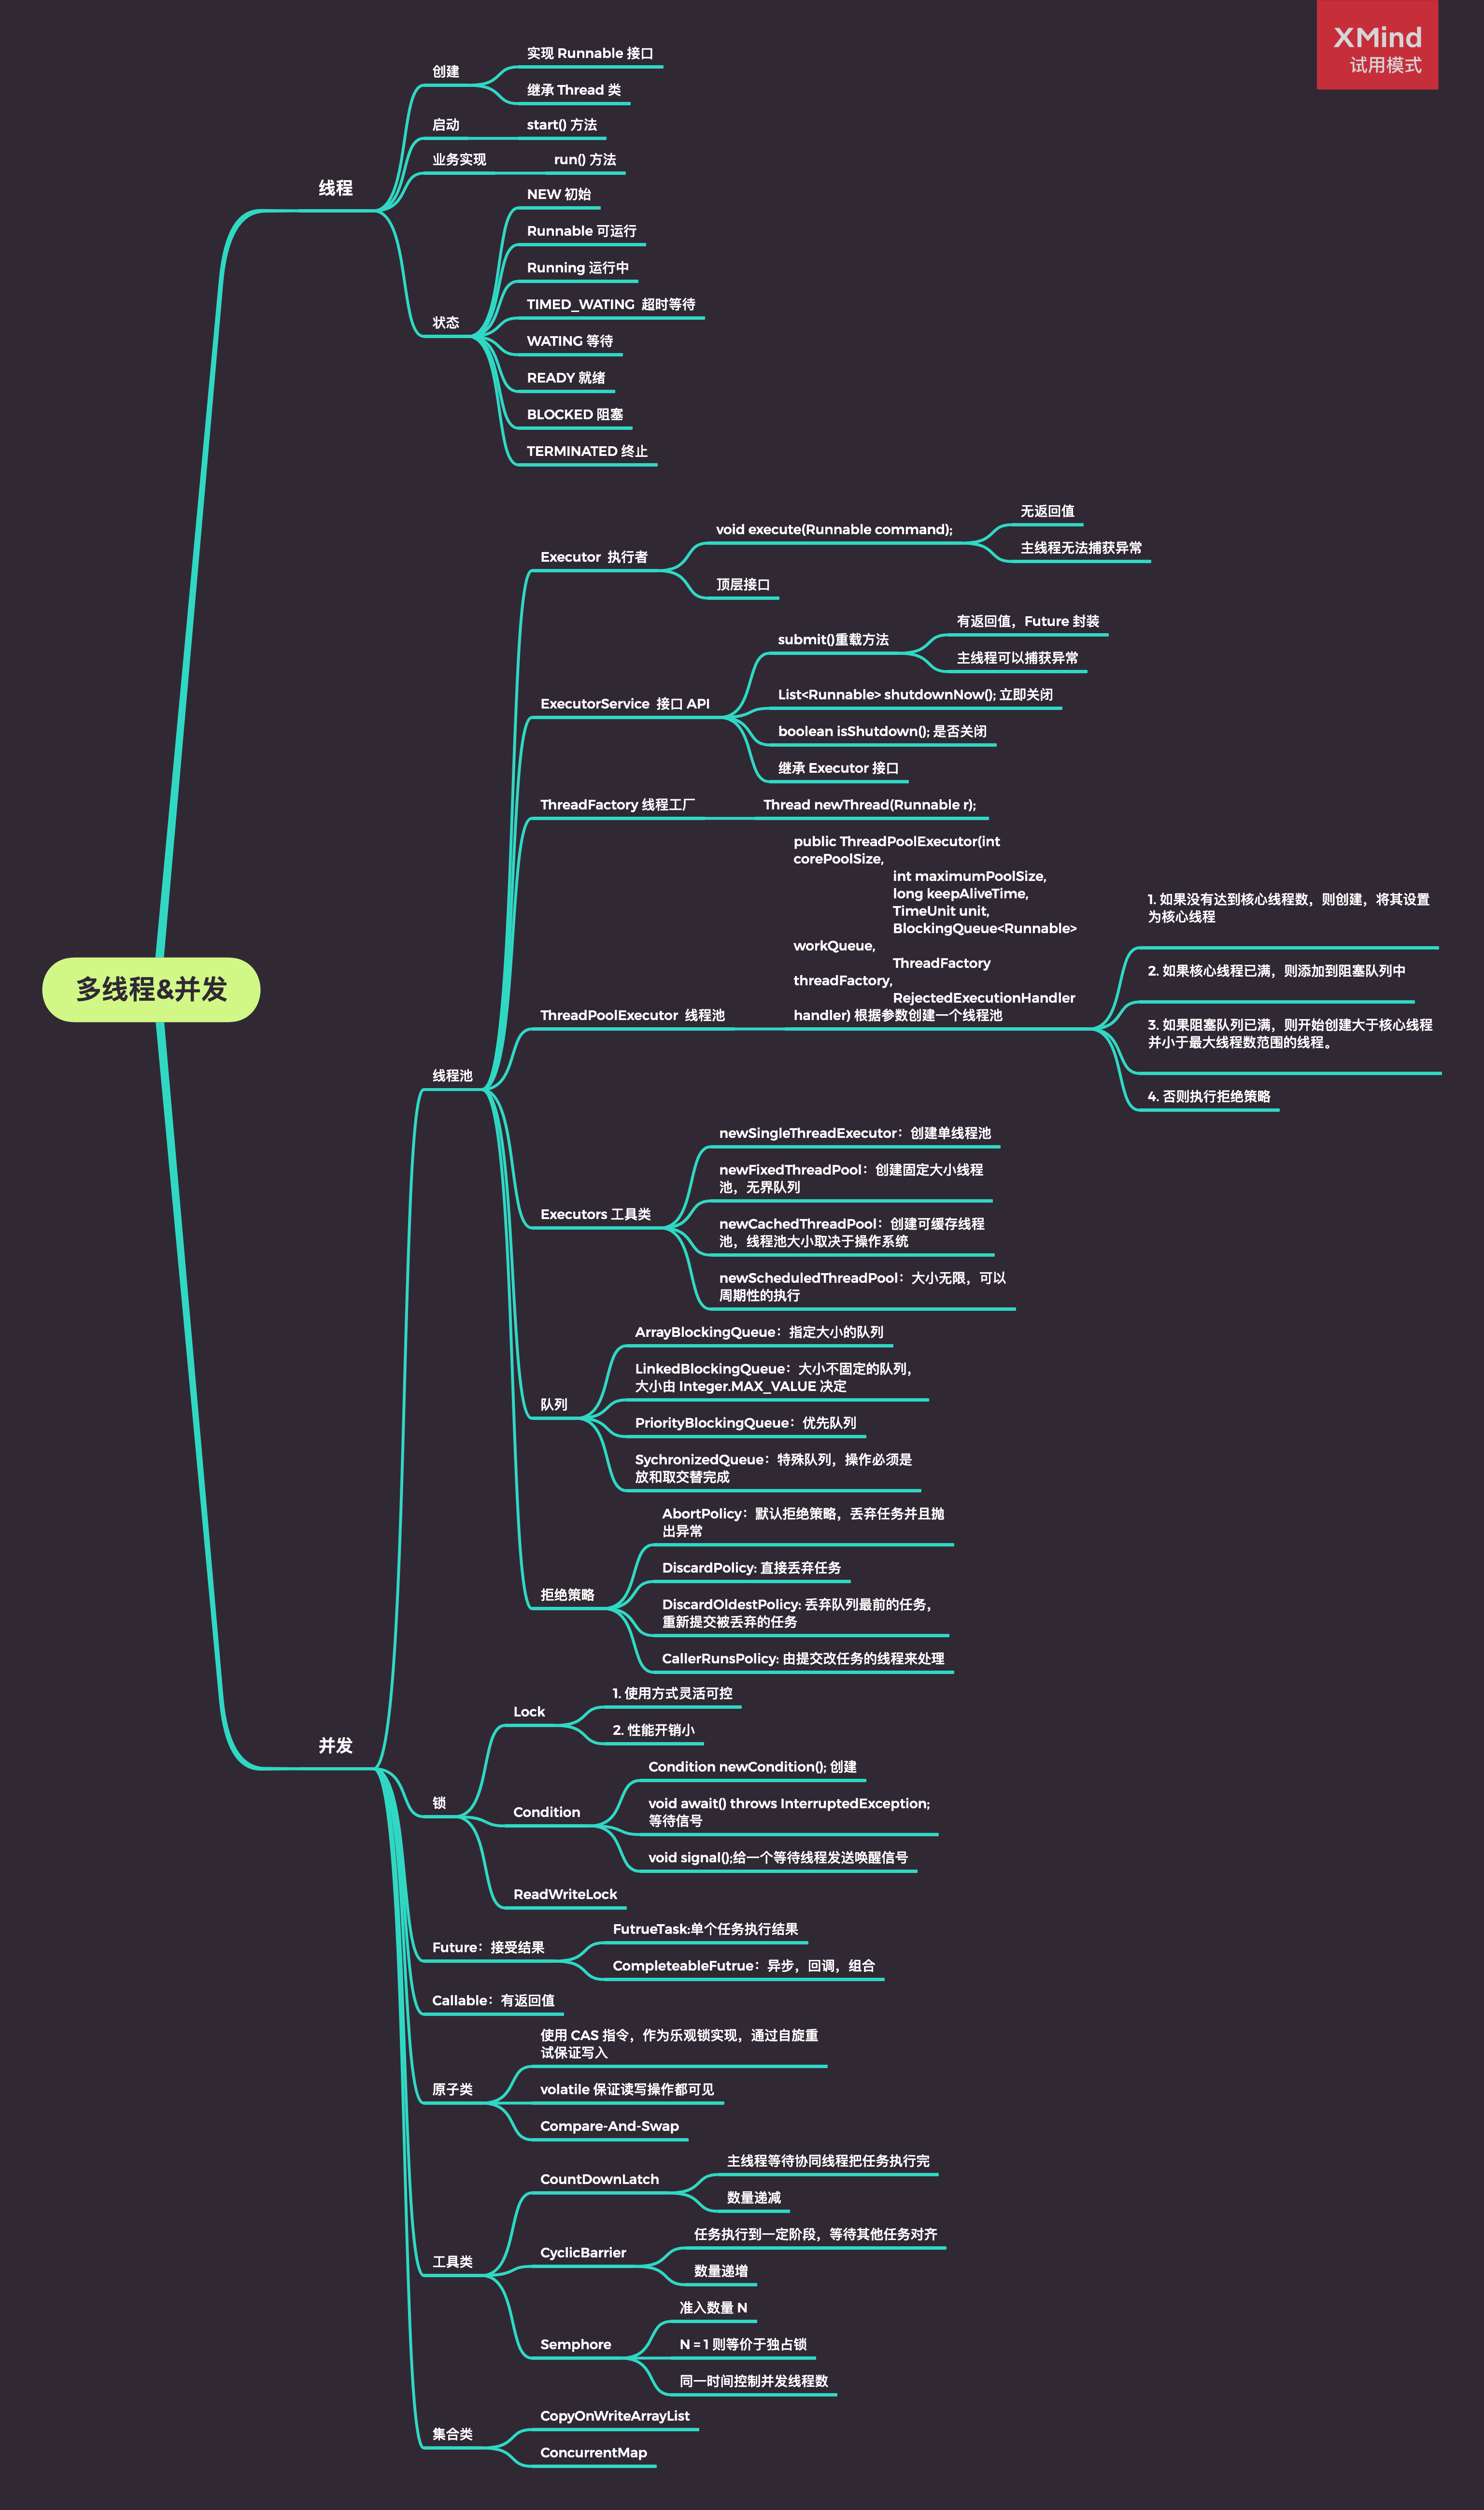 XMind
试用模式
多线程&并发
线程
创建
实现 Runnable 接口
继承 Thread 类
启动
start() 方法
业务实现
run() 方法
状态
NEW 初始
Runnable 可运行
Running 运行中
TIMED_WATING 超时等待
WATING 等待
READY 就绪
BLOCKED 阻塞
TERMINATED 终止
并发
线程池
Executor 执行者
void execute(Runnable command);
无返回值
主线程无法捕获异常
顶层接口
ExecutorService 接口 API
submit()重载方法
有返回值，Future 封装
主线程可以捕获异常
List<Runnable> shutdownNow(); 立即关闭
boolean isShutdown(); 是否关闭
继承 Executor 接口
ThreadFactory 线程工厂
Thread newThread(Runnable r);
ThreadPoolExecutor 线程池
public ThreadPoolExecutor(int
corePoolSize,
int maximumPoolSize,
long keepAliveTime,
TimeUnit unit,
BlockingQueue<Runnable>
workQueue,
ThreadFactory
threadFactory,
RejectedExecutionHandler
handler) 根据参数创建一个线程池
1. 如果没有达到核心线程数，则创建，将其设置
为核心线程
2. 如果核心线程已满，则添加到阻塞队列中
3. 如果阻塞队列已满，则开始创建大于核心线程
并小于最大线程数范围的线程。
4. 否则执行拒绝策略
Executors 工具类
newSingleThreadExecutor：创建单线程池
newFixedThreadPool：创建固定大小线程
池，无界队列
newCachedThreadPool：创建可缓存线程
池，线程池大小取决于操作系统
newScheduledThreadPool：大小无限，可以
周期性的执行
队列
ArrayBlockingQueue：指定大小的队列
LinkedBlockingQueue：大小不固定的队列，
大小由 Integer.MAX_VALUE 决定
PriorityBlockingQueue：优先队列
SychronizedQueue：特殊队列，操作必须是
放和取交替完成
拒绝策略
AbortPolicy：默认拒绝策略，丢弃任务并且抛
出异常
DiscardPolicy: 直接丢弃任务
DiscardOldestPolicy: 丢弃队列最前的任务，
重新提交被丢弃的任务
CallerRunsPolicy: 由提交改任务的线程来处理
锁
Lock
1. 使用方式灵活可控
2. 性能开销小
Condition
Condition newCondition(); 创建
void await() throws InterruptedException;
等待信号
void signal();给一个等待线程发送唤醒信号
ReadWriteLock
Future：接受结果
FutrueTask:单个任务执行结果
CompleteableFutrue：异步，回调，组合
Callable：有返回值
原子类
使用 CAS 指令，作为乐观锁实现，通过自旋重
试保证写入
volatile 保证读写操作都可见
Compare-And-Swap
工具类
CountDownLatch
主线程等待协同线程把任务执行完
数量递减
CyclicBarrier
任务执行到一定阶段，等待其他任务对齐
数量递增
Semphore
准入数量 N
N = 1 则等价于独占锁
同一时间控制并发线程数
集合类
CopyOnWriteArrayList
ConcurrentMap